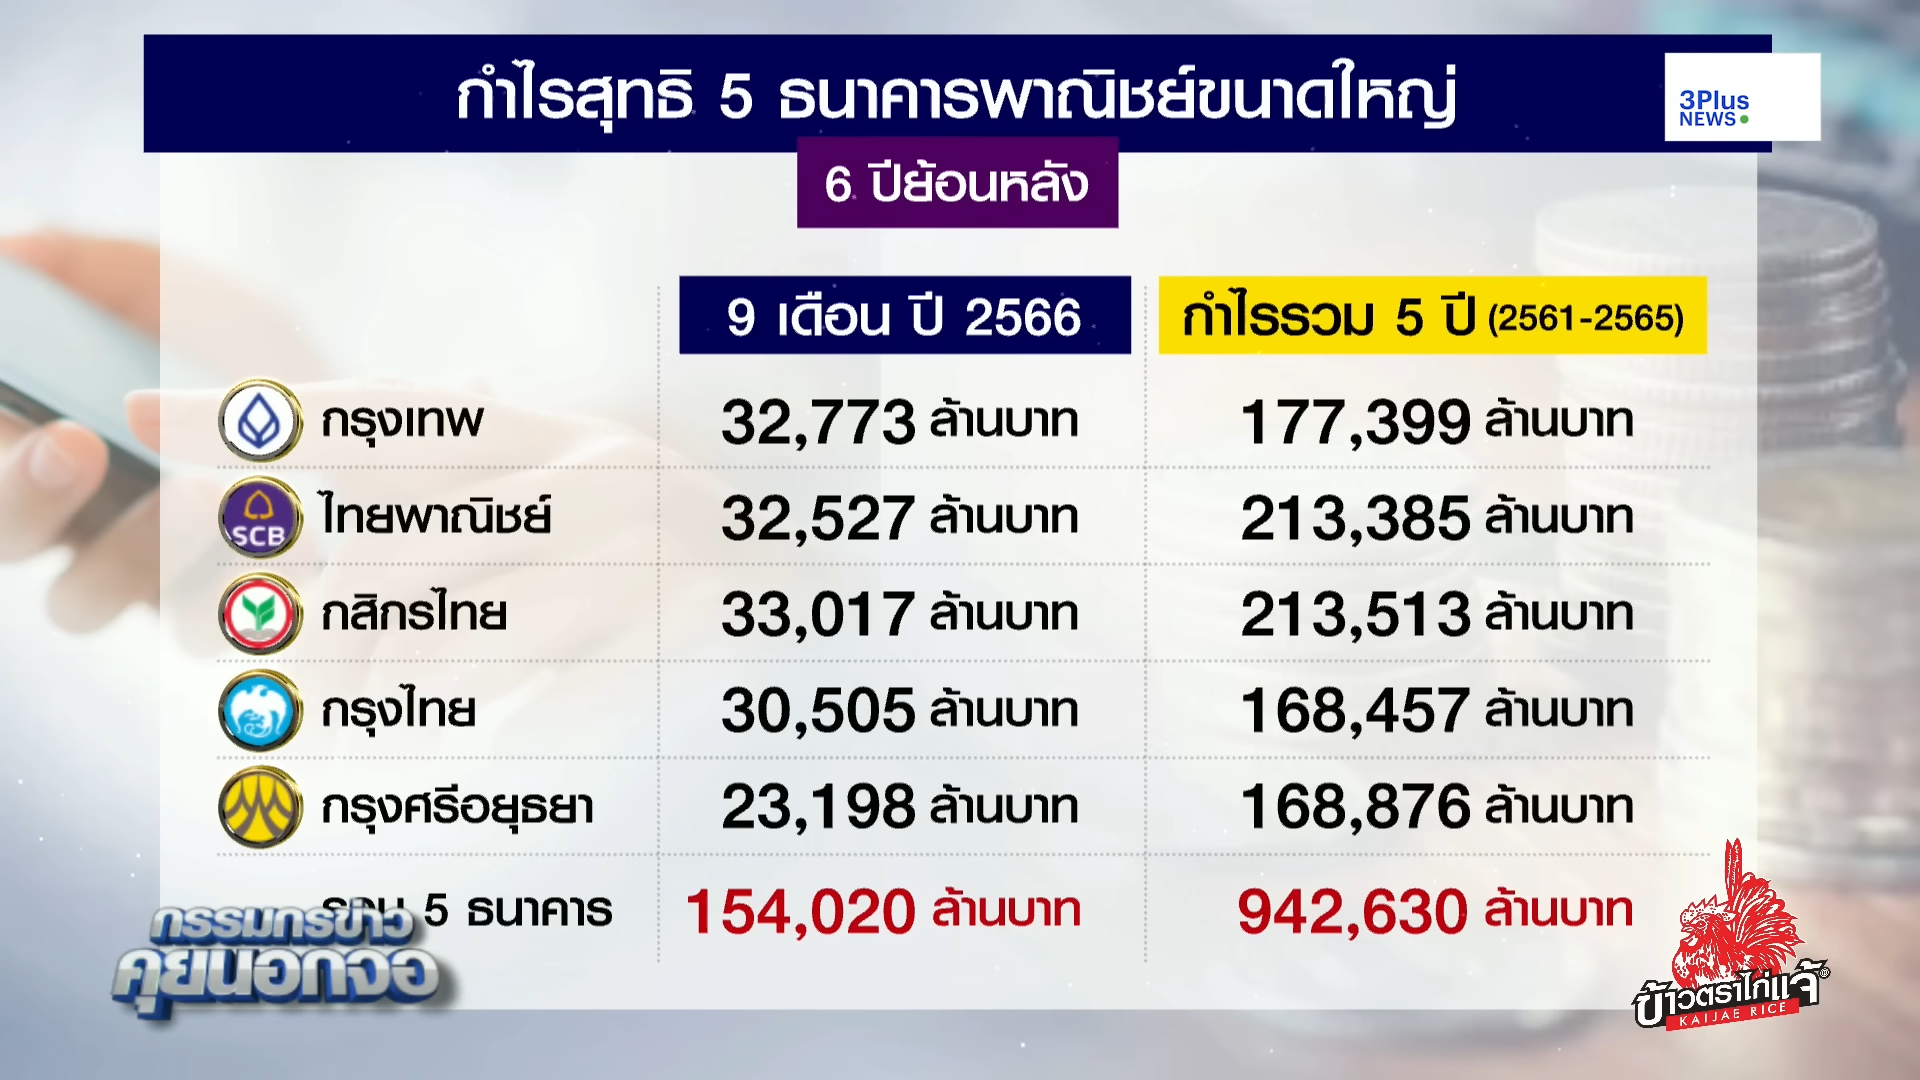 กำไรสุทธิ 5 ธนาคารพาณิชย์ขนาดใหญ่
3Plus
NEWS
6 ปีย้อนหลัง
9 เดือน ปี 2566 กำไรรวม 5 ปี (2561-2565)
กรุงเทพ 32,773 ล้านบาท 177,399 ล้านบาท
SCB ไทยพาณิชย์ 32,527 ล้านบาท 213,385 ล้านบาท
กสิกรไทย 33,017 ล้านบาท 213,513 ล้านบาท
กรุงไทย 30,505 ล้านบาท 168,457 ล้านบาท
กรุงศรีอยุธยา 23,198 ล้านบาท 168,876 ล้านบาท
รวม 5 ธนาคาร 154,020 ล้านบาท 942,630 ล้านบาท
กรรมกรข่าว
คุยนอกจอ
ข้าวตราไก่แจ้®
KAIJAE RICE